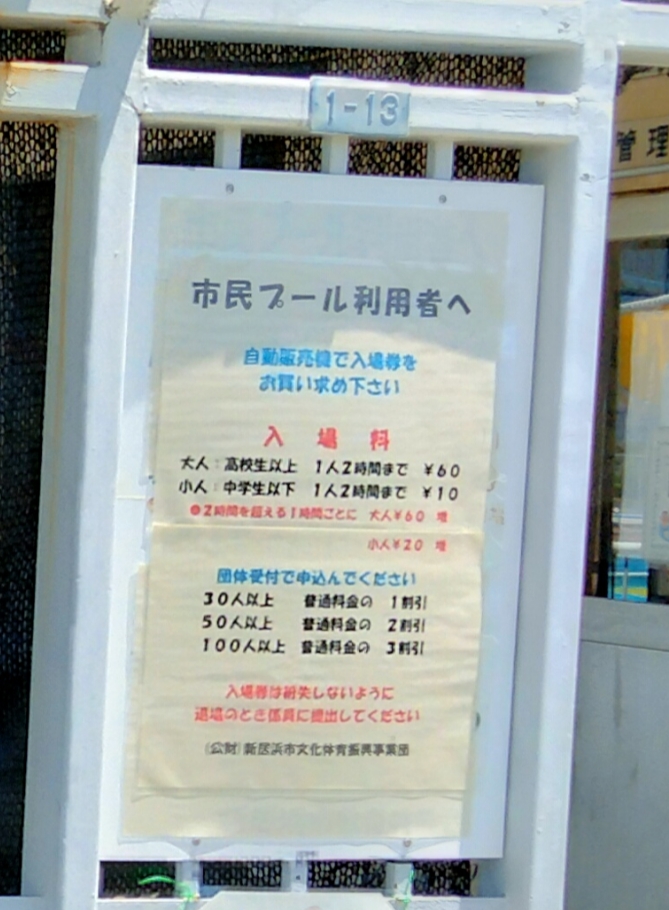 1-13
管理
市民プール利用者へ
自動販売機で入場券を
お買い求め下さい
入場料
大人：高校生以上 1人2時間まで ¥60
小人：中学生以下 1人2時間まで ¥10
●2時間を超える1時間ごとに 大人¥60 増
小人¥20 増
団体受付で申込んでください
30人以上 普通料金の 1割引
50人以上 普通料金の 2割引
100人以上 普通料金の 3割引
入場券は紛失しないように
退場のとき係員に提出してください
(公財)新居浜市文化体育振興事業団